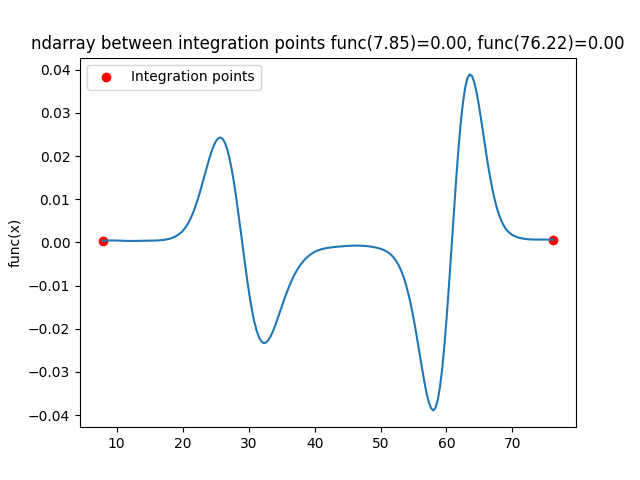 ndarray between integration points func(7.85)=0.00, func(76.22)=0.00
Integration points
func(x)
0.04
0.03
0.02
0.01
0.00
−0.01
−0.02
−0.03
−0.04
10 20 30 40 50 60 70